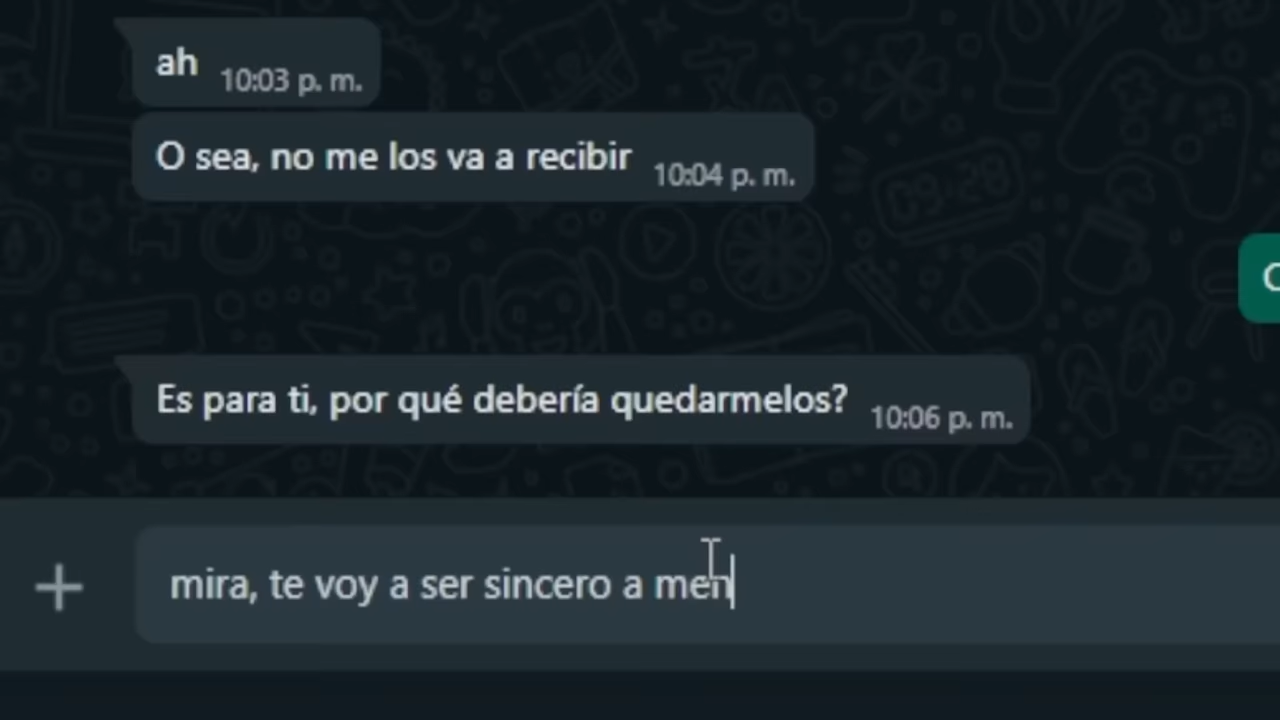 ah 10:03 p. m.
O sea, no me los va a recibir 10:04 p. m.
Es para ti, por qué debería quedarmelos? 10:06 p. m.
mira, te voy a ser sincero a men